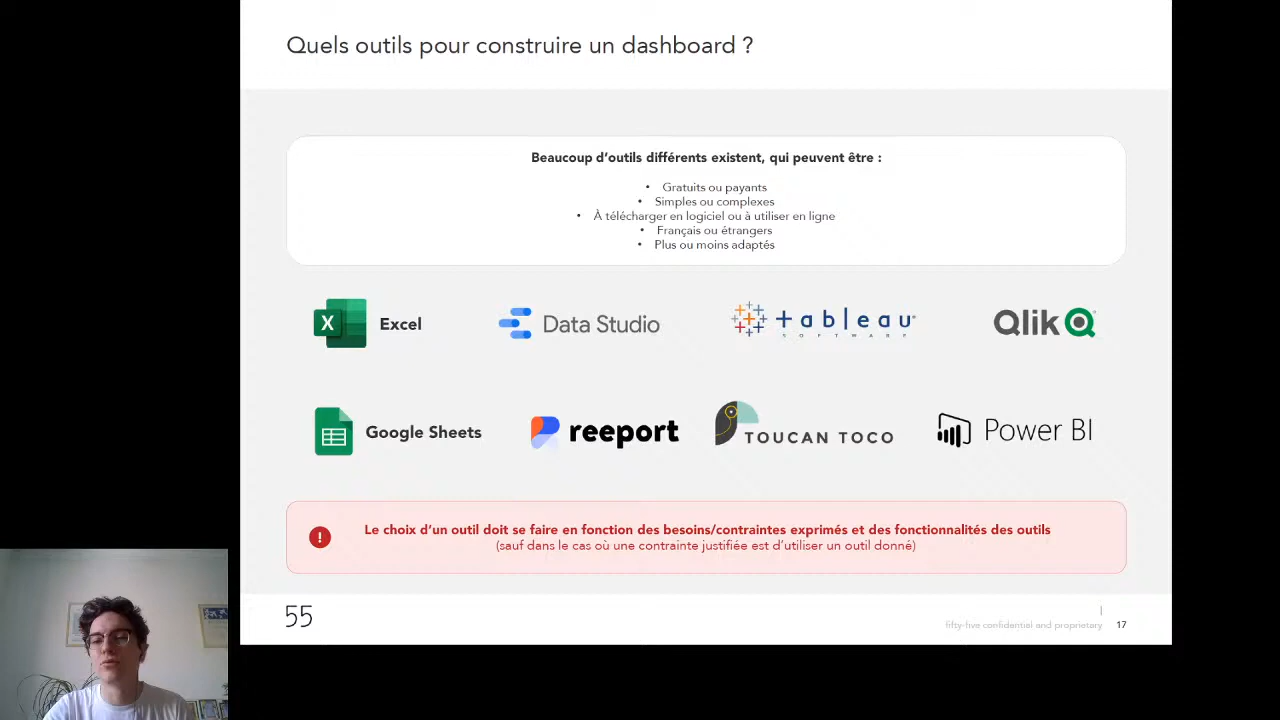 Quels outils pour construire un dashboard ?
Beaucoup d'outils différents existent, qui peuvent être :
• Gratuits ou payants
• Simples ou complexes
• À télécharger en logiciel ou à utiliser en ligne
• Français ou étrangers
• Plus ou moins adaptés
X Excel
Data Studio
tableau
SOFTWARE
Qlik
Google Sheets
reeport
TOUCAN TOCO
Power BI
! Le choix d'un outil doit se faire en fonction des besoins/contraintes exprimés et des fonctionnalités des outils
(sauf dans le cas où une contrainte justifiée est d'utiliser un outil donné)
55
fifty-five confidential and proprietary
17